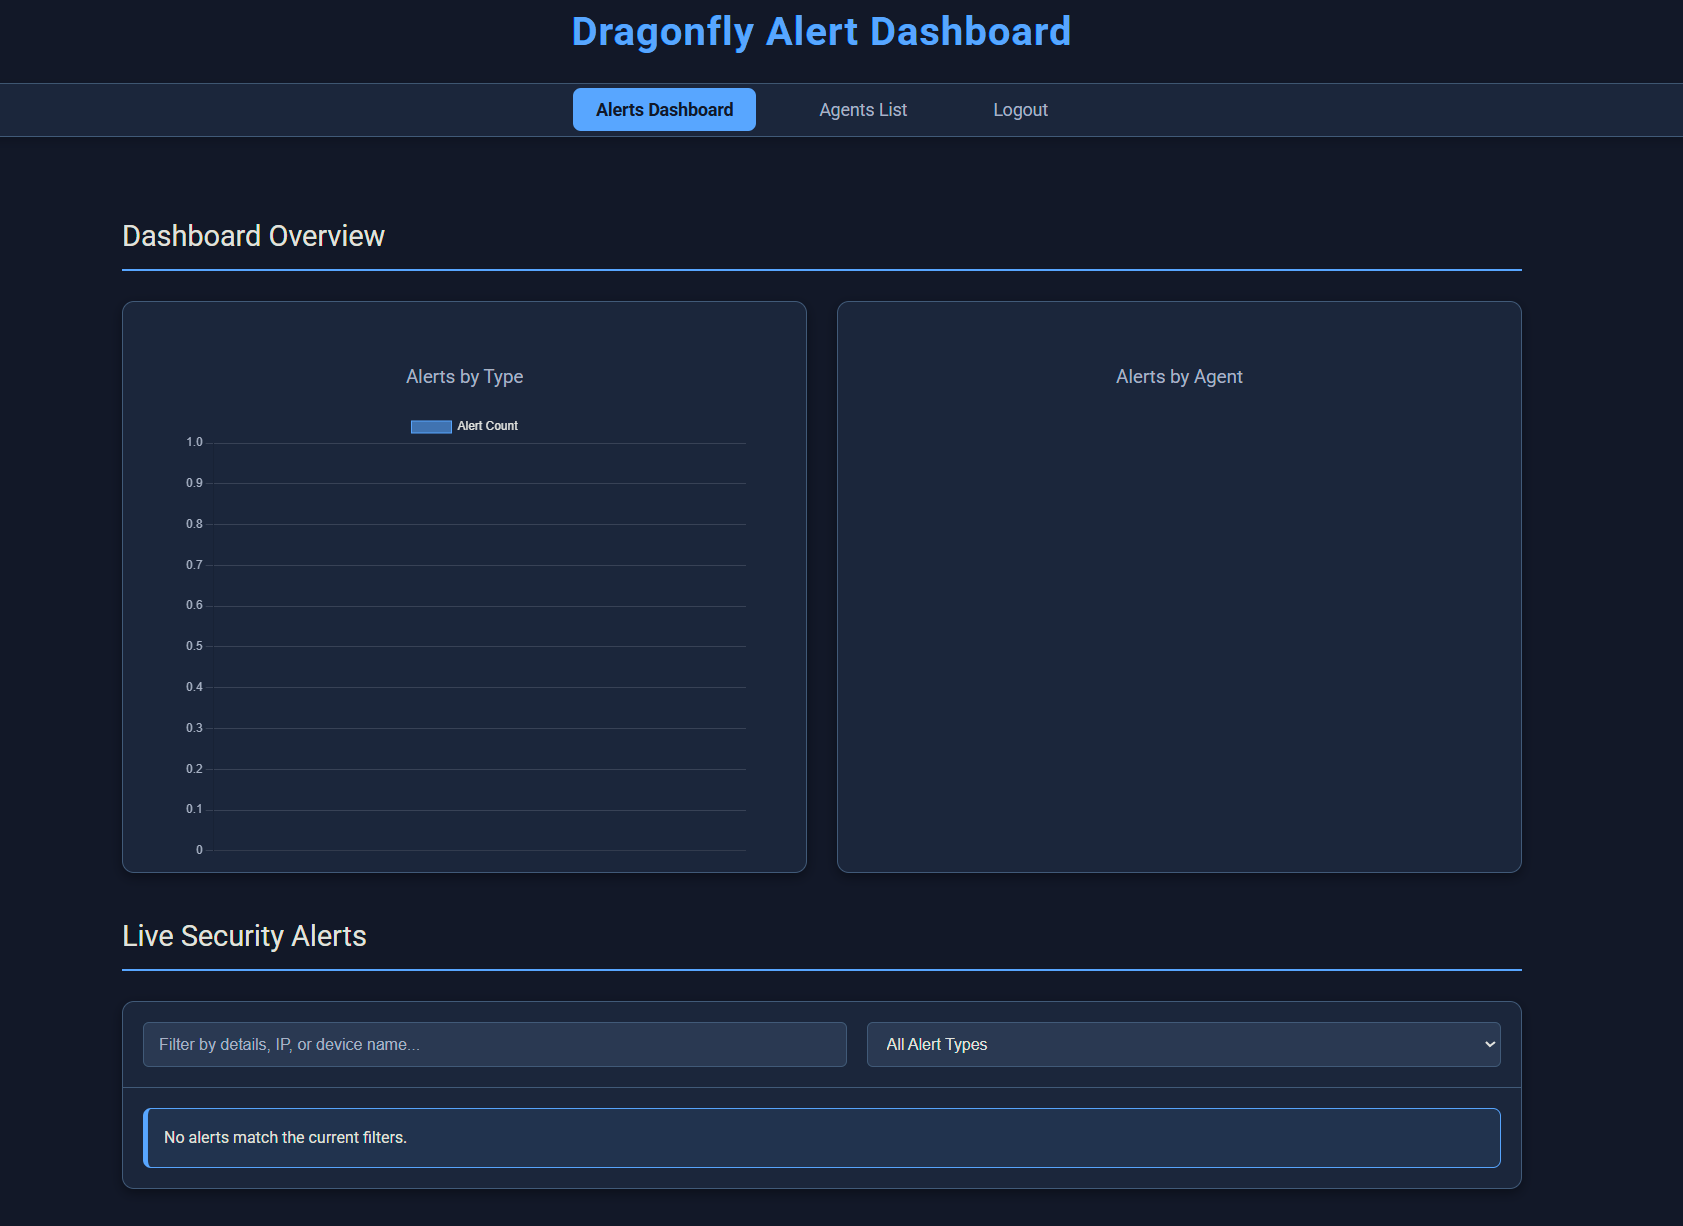 Dragonfly Alert Dashboard
Alerts Dashboard
Agents List
Logout
Dashboard Overview
Alerts by Type
Alert Count
1.0
0.9
0.8
0.7
0.6
0.5
0.4
0.3
0.2
0.1
0
Alerts by Agent
Live Security Alerts
Filter by details, IP, or device name...
All Alert Types
No alerts match the current filters.